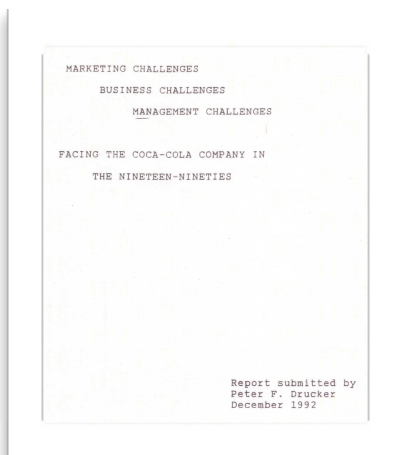 MARKETING CHALLENGES
BUSINESS CHALLENGES
MANAGEMENT CHALLENGES
FACING THE COCA-COLA COMPANY IN
THE NINETEEN-NINETIES
Report submitted by
Peter F. Drucker
December 1992